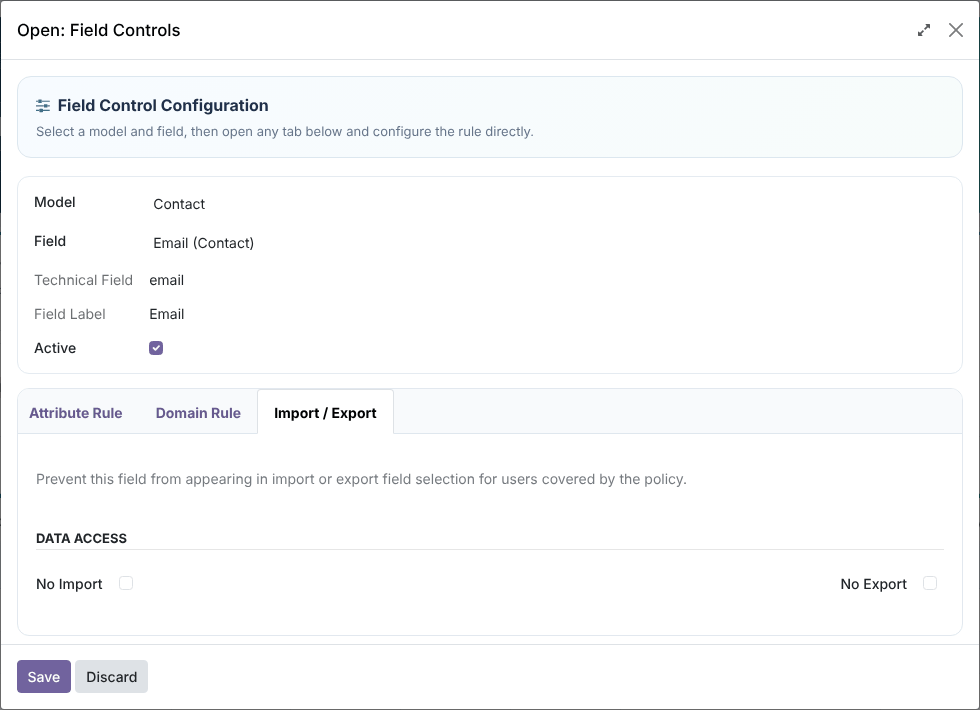 Open: Field Controls
Field Control Configuration
Select a model and field, then open any tab below and configure the rule directly.
Model Contact
Field Email (Contact)
Technical Field email
Field Label Email
Active
Attribute Rule Domain Rule Import / Export
Prevent this field from appearing in import or export field selection for users covered by the policy.
DATA ACCESS
No Import No Export
Save Discard